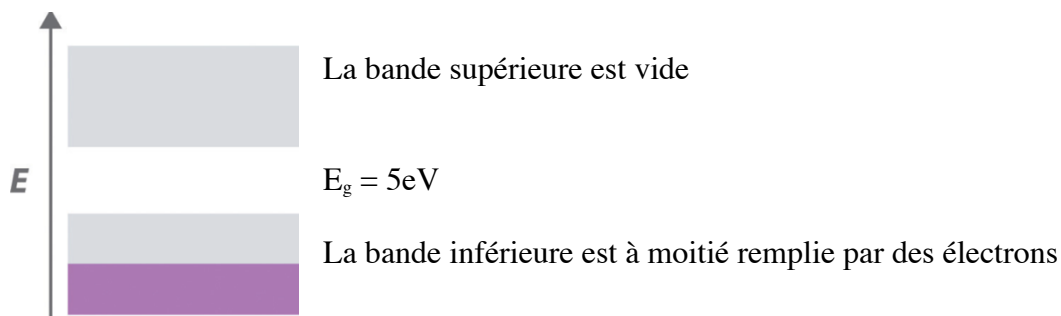 La bande supérieure est vide
E
E_g = 5eV
La bande inférieure est à moitié remplie par des électrons